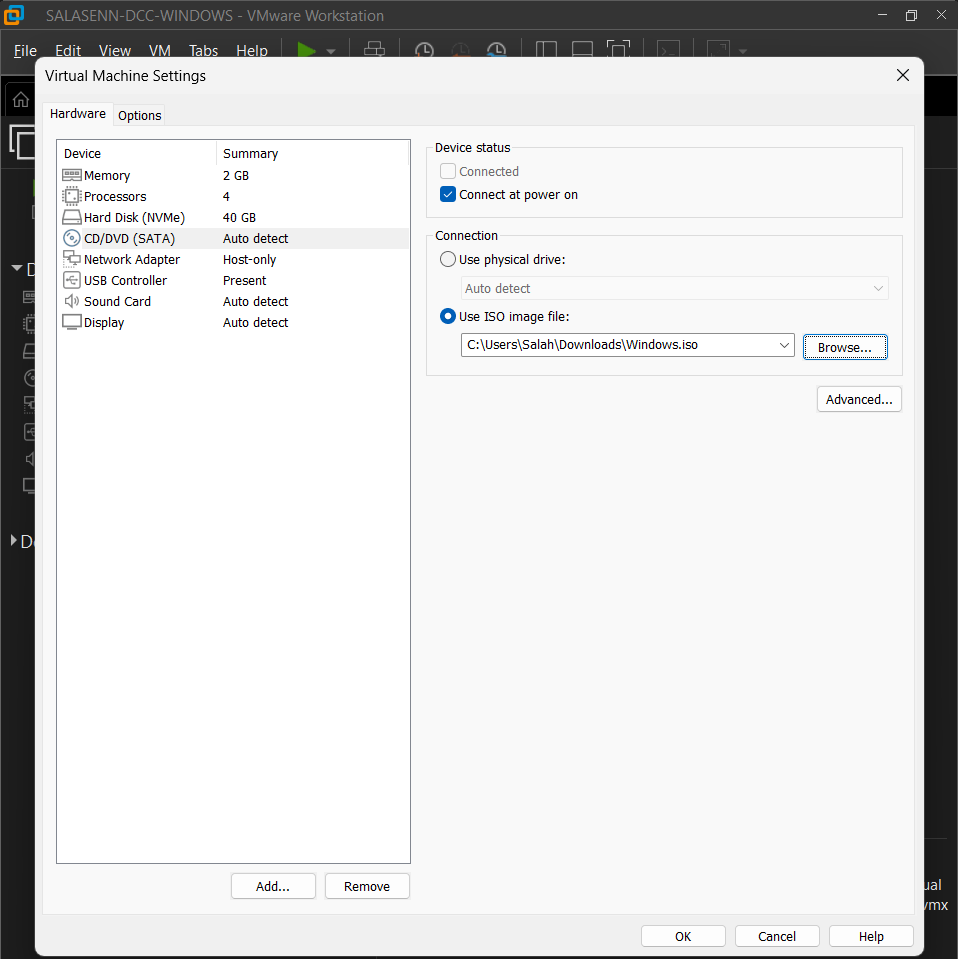 SALASENN-DCC-WINDOWS - VMware Workstation
File Edit View VM Tabs Help
Virtual Machine Settings
Hardware Options
Device Summary
Memory 2 GB
Processors 4
Hard Disk (NVMe) 40 GB
CD/DVD (SATA) Auto detect
Network Adapter Host-only
USB Controller Present
Sound Card Auto detect
Display Auto detect
Add... Remove
Device status
Connected
Connect at power on
Connection
Use physical drive:
Auto detect
Use ISO image file:
C:\Users\Salah\Downloads\Windows.iso Browse...
Advanced...
OK Cancel Help